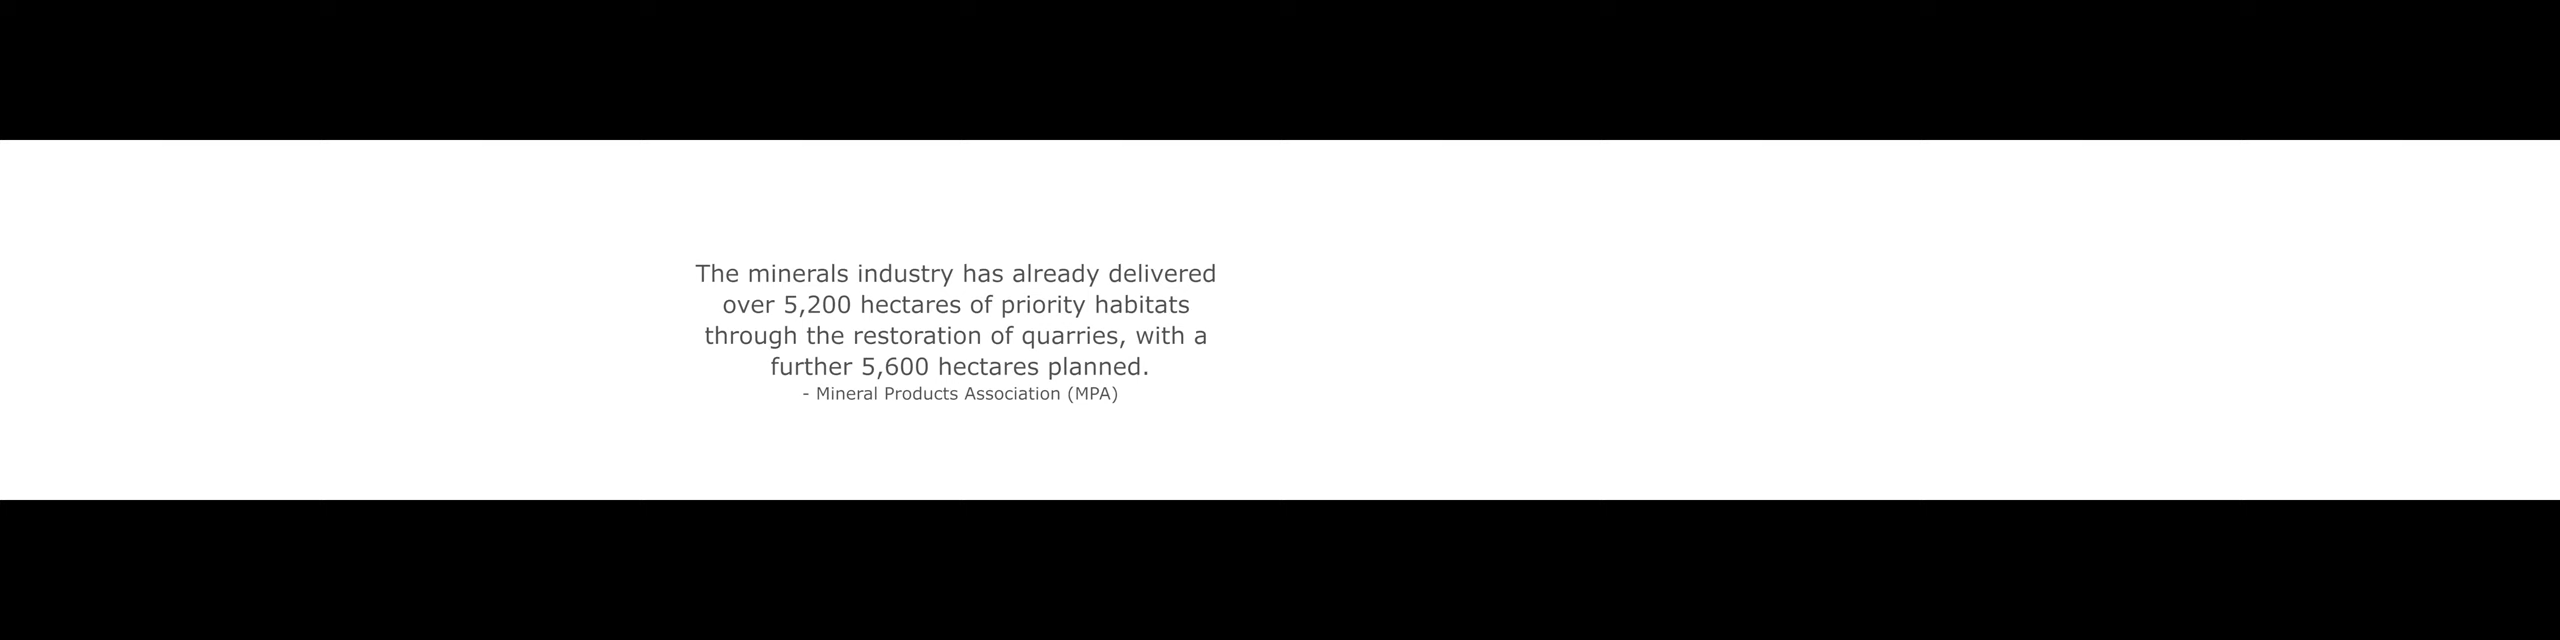 The minerals industry has already delivered
over 5,200 hectares of priority habitats
through the restoration of quarries, with a
further 5,600 hectares planned.
- Mineral Products Association (MPA)